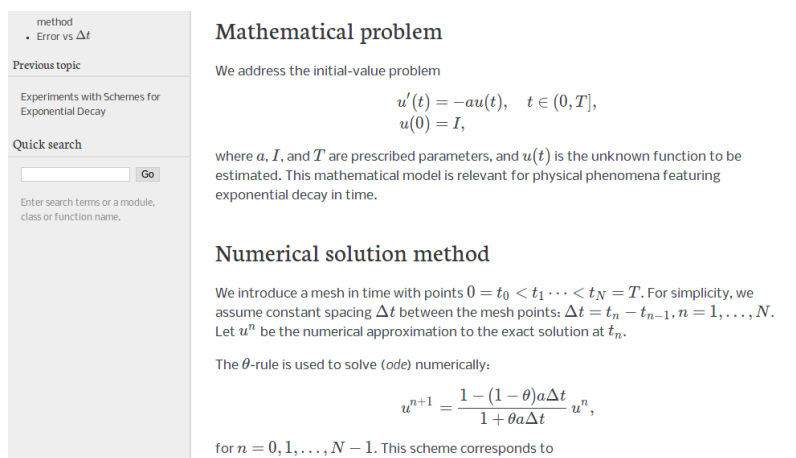 method
• Error vs Δt
Previous topic
Experiments with Schemes for
Exponential Decay
Quick search
Go
Enter search terms or a module,
class or function name.
Mathematical problem
We address the initial-value problem
u′(t) = −au(t), t ∈ (0, T],
u(0) = I,
where a, I, and T are prescribed parameters, and u(t) is the unknown function to be
estimated. This mathematical model is relevant for physical phenomena featuring
exponential decay in time.
Numerical solution method
We introduce a mesh in time with points 0 = t₀ < t₁ ⋯ < t_N = T. For simplicity, we
assume constant spacing Δt between the mesh points: Δt = tₙ − tₙ₋₁, n = 1, …, N.
Let uⁿ be the numerical approximation to the exact solution at tₙ.
The θ-rule is used to solve (ode) numerically:
uⁿ⁺¹ = (1 − (1 − θ)aΔt)/(1 + θaΔt) uⁿ,
for n = 0, 1, …, N − 1. This scheme corresponds to